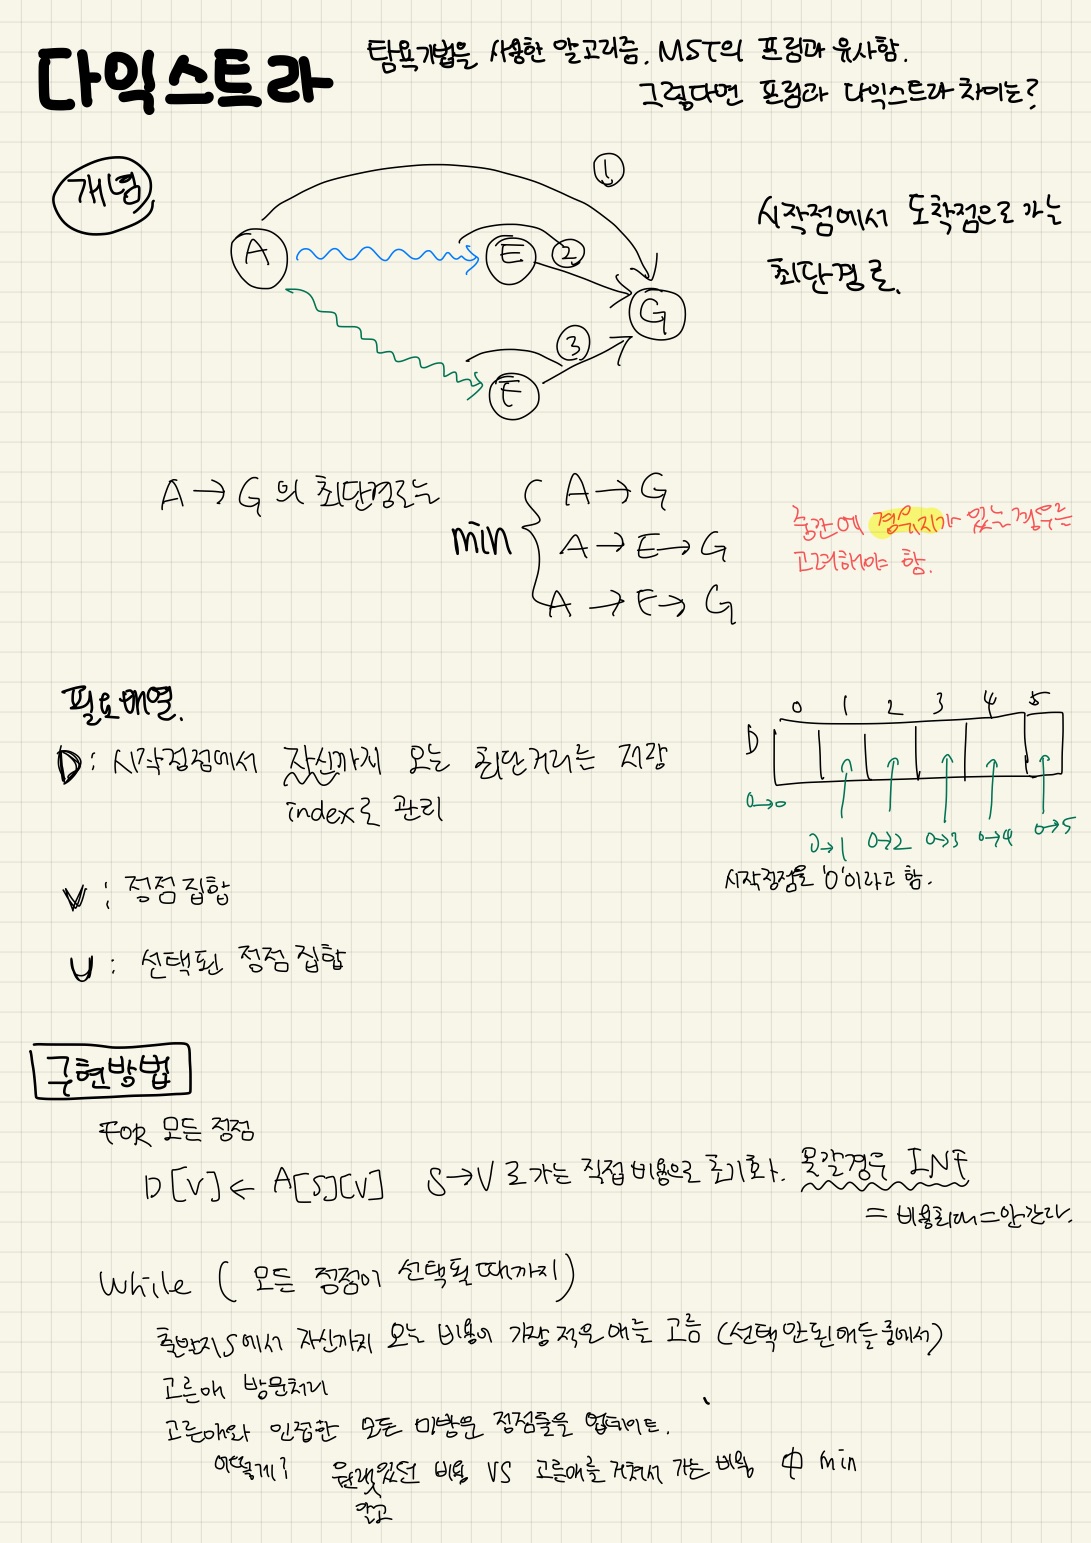 다익스트라
탐욕기법을 사용한 알고리즘. MST의 프림과 유사함.
그렇다면 프림과 다익스트라 차이는?
개념
①
A
E
②
G
③
F
시작점에서 도착점으로 가는
최단경로.
A → G 의 최단경로는
min
A → G
A → E → G
A → F → G
중간에 경유지가 있는경우는
고려해야 함.
필요배열.
D : 시작정점에서 자신까지 오는 최단거리는 저장
index로 관리
V : 정점집합
U : 선택된 정점집합
0 1 2 3 4 5
D
0→0
0→1 0→2 0→3 0→4 0→5
시작정점을 '0'이라고 함.
구현방법
FOR 모든 정점
D[V] ← A[S][V] S→V로 가는 직접비용으로 초기화. 못갈경우 INF
= 비용최대=안간다.
While ( 모든 정점이 선택될때까지 )
출발지S에서 자신까지 오는 비용이 가장 적은애를 고름 (선택안된애들중에서)
고른애 방문처리
고른애와 인접한 모든 미방문 정점들을 업데이트.
어떻게? 원래 있던 비용 VS 고른애를 거쳐서 가는 비용 中 min
알고